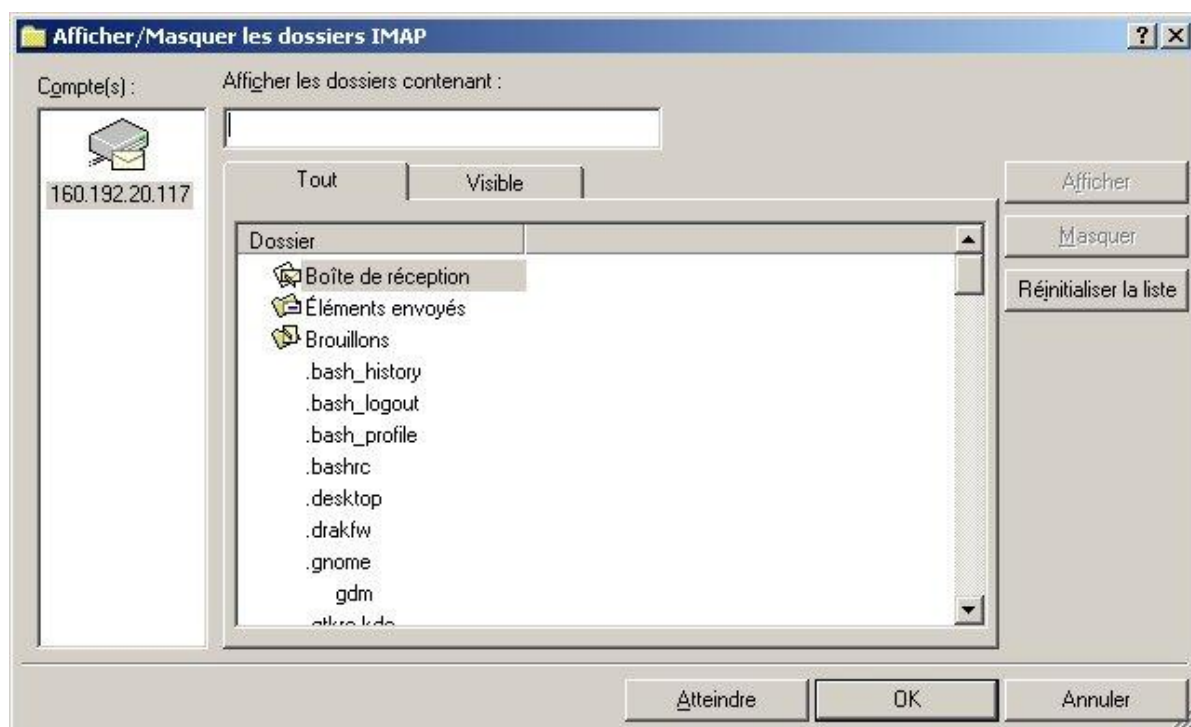 Afficher/Masquer les dossiers IMAP
? X
Compte(s) :
Afficher les dossiers contenant :
160.192.20.117
Tout
Visible
Afficher
Masquer
Réinitialiser la liste
Dossier
Boîte de réception
Éléments envoyés
Brouillons
.bash_history
.bash_logout
.bash_profile
.bashrc
.desktop
.drakfw
.gnome
gdm
Atteindre
OK
Annuler